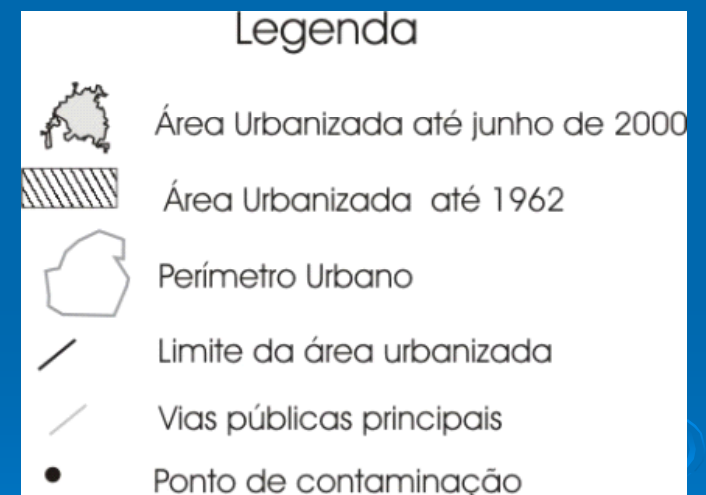 Legenda
Área Urbanizada até junho de 2000
Área Urbanizada até 1962
Perímetro Urbano
Limite da área urbanizada
Vias públicas principais
Ponto de contaminação